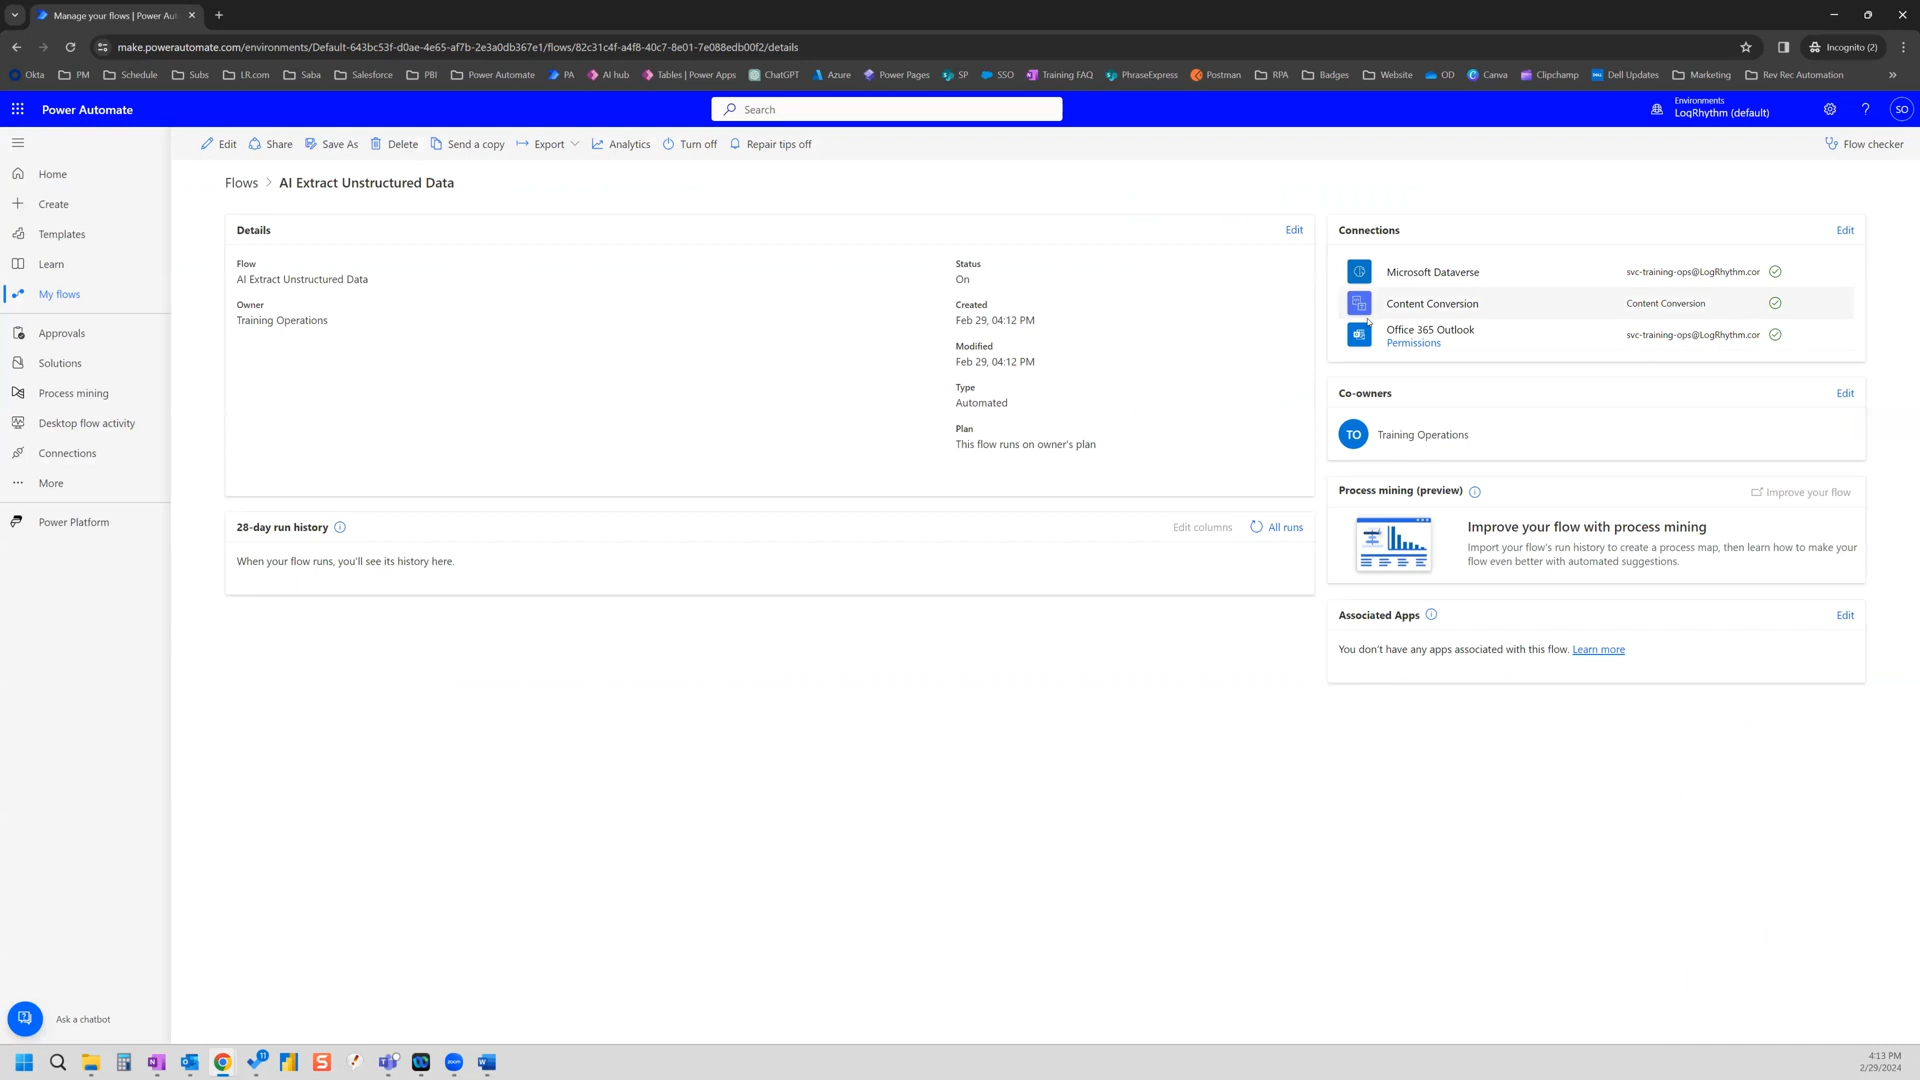 Manage your flows | Power Aut
make.powerautomate.com/environments/Default-643bc53f-d0ae-4e65-af7b-2e3a0db367e1/flows/82c31c4f-a4f8-40c7-8e01-7e088edb00f2/details
Incognito (2)
Okta PM Schedule Subs LR.com Saba Salesforce PBI Power Automate PA AI hub Tables | Power Apps ChatGPT Azure Power Pages SP SSO Training FAQ PhraseExpress Postman RPA Badges Website OD Canva Clipchamp Dell Updates Marketing Rev Rec Automation
Power Automate
Search
Environments
LogRhythm (default)
SO
Edit Share Save As Delete Send a copy Export Analytics Turn off Repair tips off Flow checker
Home
Create
Templates
Learn
My flows
Approvals
Solutions
Process mining
Desktop flow activity
Connections
More
Power Platform
Ask a chatbot
Flows > AI Extract Unstructured Data
Details Edit
Flow
AI Extract Unstructured Data
Owner
Training Operations
Status
On
Created
Feb 29, 04:12 PM
Modified
Feb 29, 04:12 PM
Type
Automated
Plan
This flow runs on owner's plan
28-day run history Edit columns All runs
When your flow runs, you'll see its history here.
Connections Edit
Microsoft Dataverse svc-training-ops@LogRhythm.cor
Content Conversion Content Conversion
Office 365 Outlook svc-training-ops@LogRhythm.cor
Permissions
Co-owners Edit
TO Training Operations
Process mining (preview) Improve your flow
Improve your flow with process mining
Import your flow's run history to create a process map, then learn how to make your
flow even better with automated suggestions.
Associated Apps Edit
You don't have any apps associated with this flow. Learn more
11
zoom
4:13 PM
2/29/2024